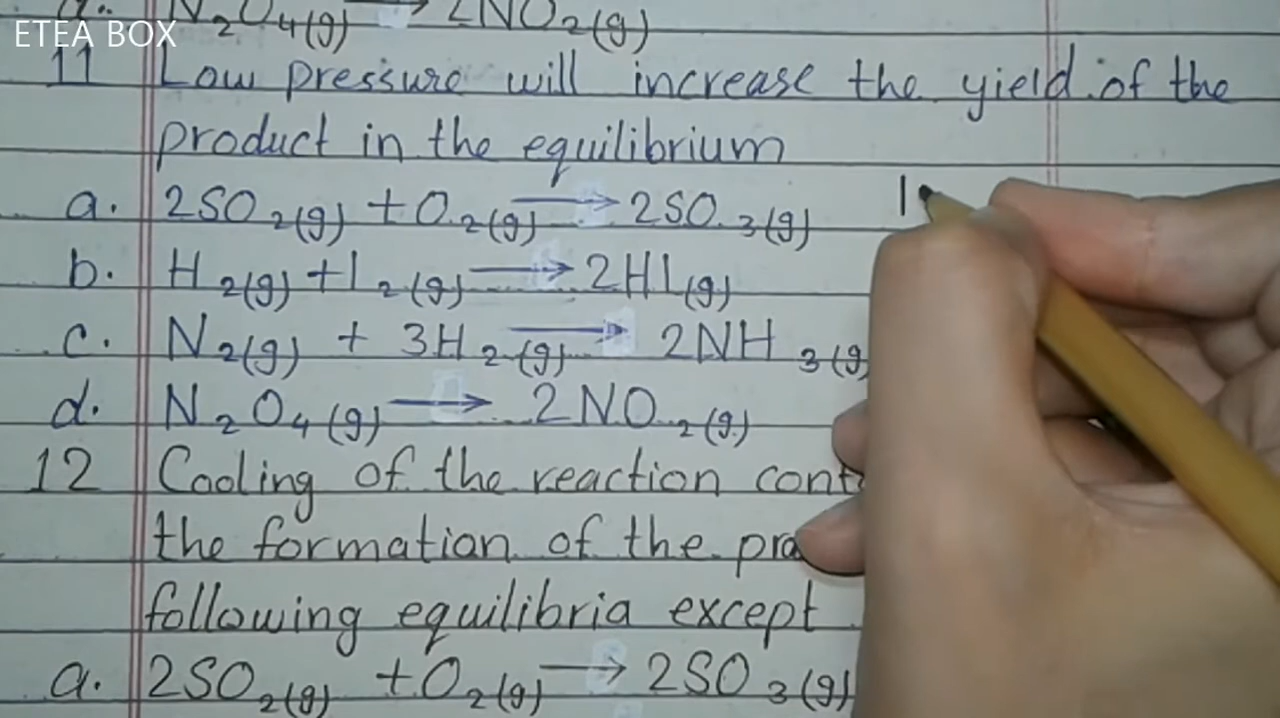 N₂O₄(g) → 2NO₂(g)
ETEA BOX
11 Low pressure will increase the yield of the
product in the equilibrium
a. 2SO₂(g) + O₂(g) → 2SO₃(g)
b. H₂(g) + I₂(g) → 2HI(g)
c. N₂(g) + 3H₂(g) → 2NH₃(g
d. N₂O₄(g) → 2NO₂(g)
12 Cooling of the reaction
the formation of the
following equilibria except
a. 2SO₂(g) + O₂(g) → 2SO₃(g)